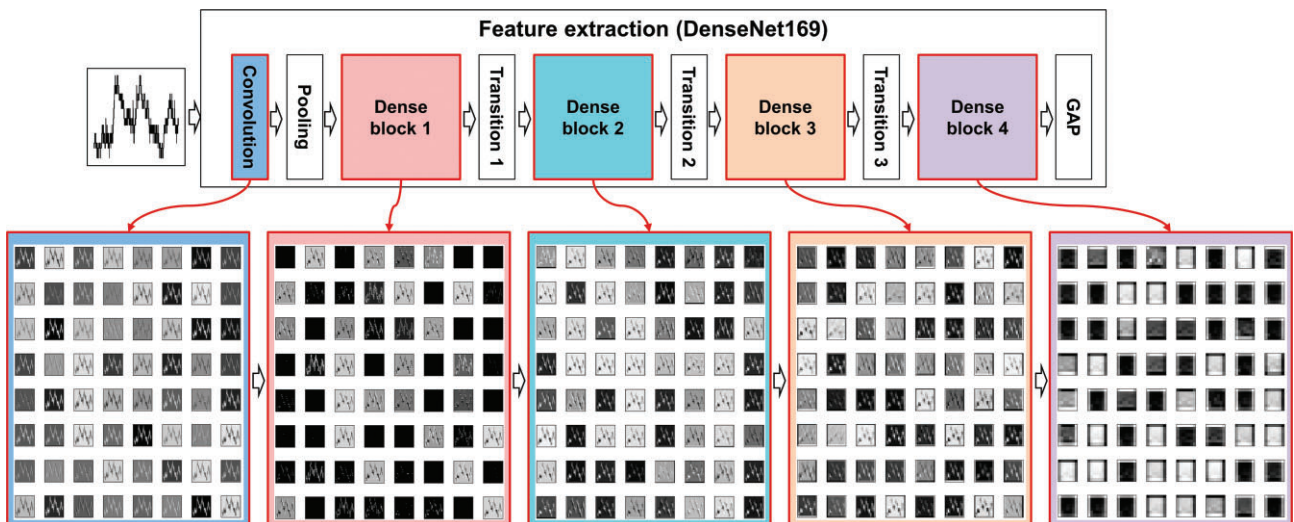 Feature extraction (DenseNet169)
Convolution
Pooling
Dense
block 1
Transition 1
Dense
block 2
Transition 2
Dense
block 3
Transition 3
Dense
block 4
GAP